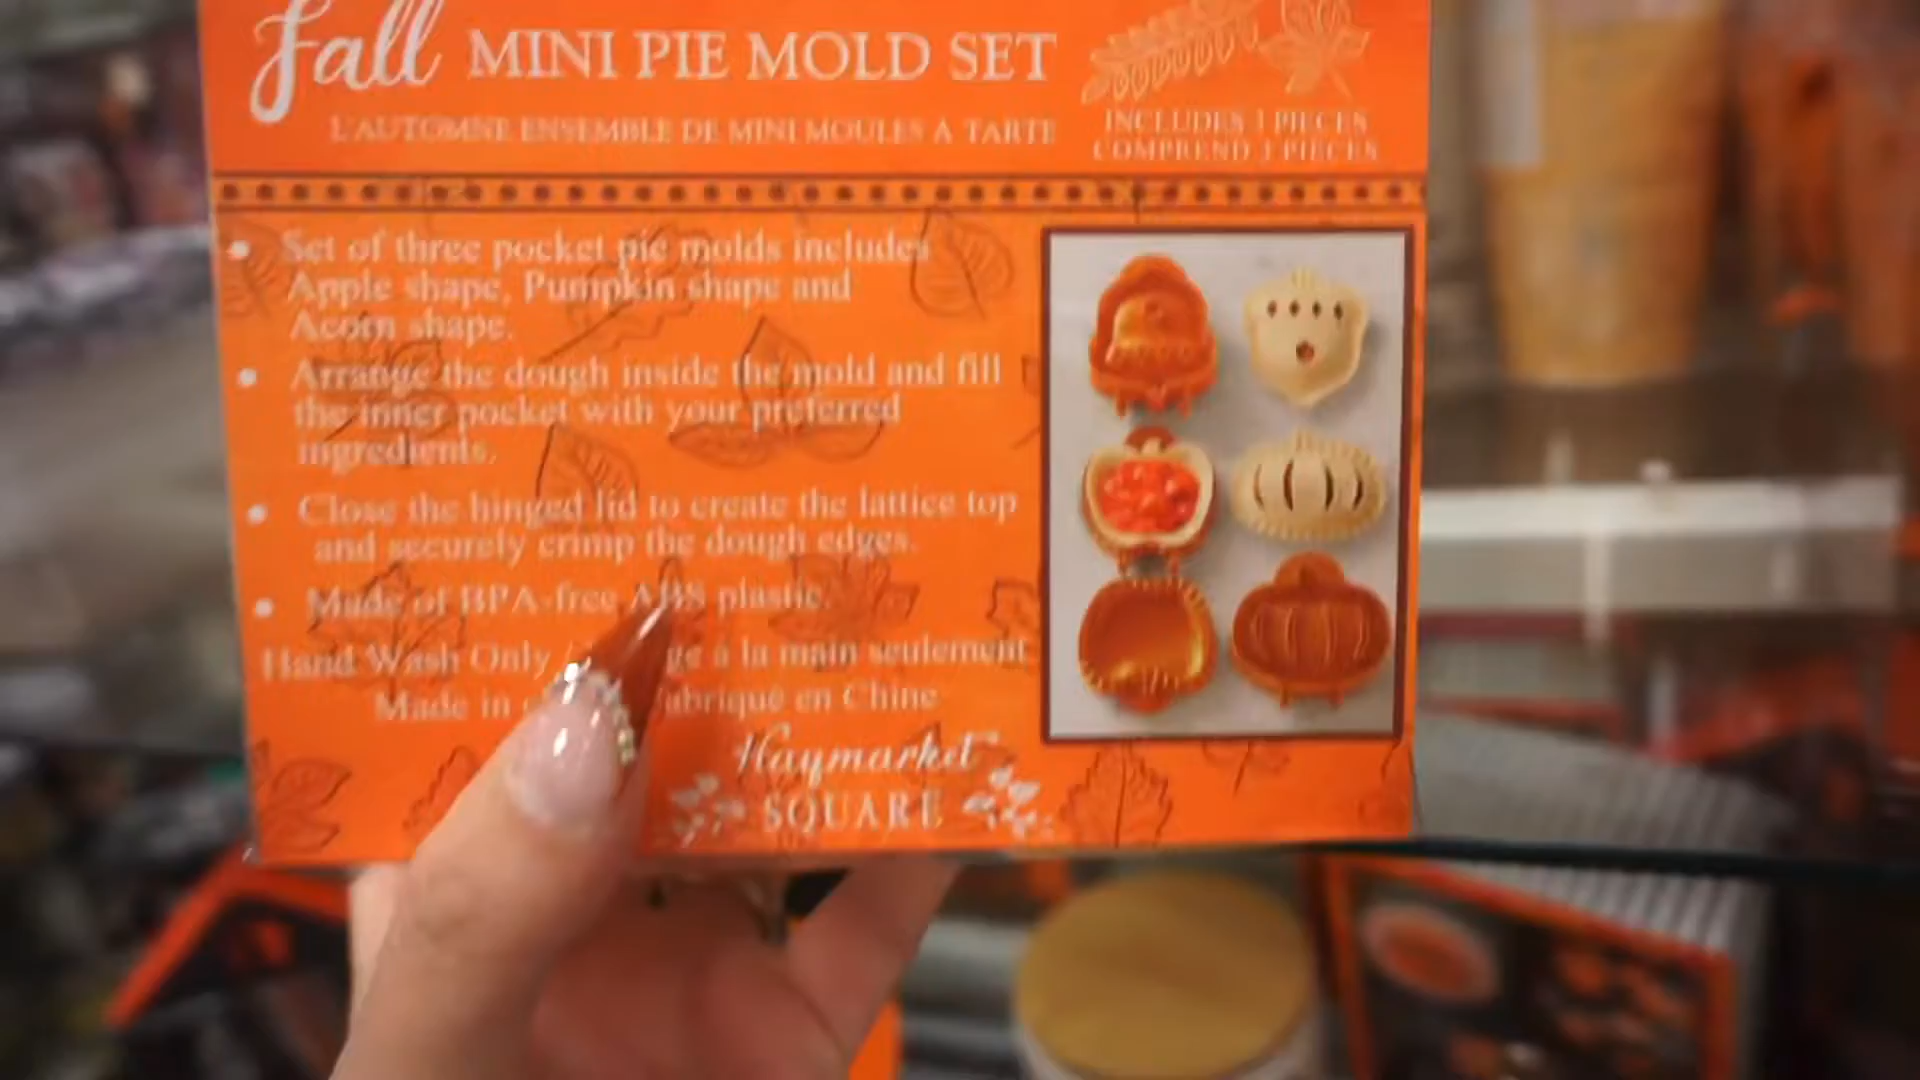 Fall MINI PIE MOLD SET
L'AUTOMNE ENSEMBLE DE MINI MOULES A TARTE
INCLUDES 3 PIECES
COMPREND 3 PIECES
• Set of three pocket pie molds includes
Apple shape, Pumpkin shape and
Acorn shape.
• Arrange the dough inside the mold and fill
the inner pocket with your preferred
ingredients.
• Close the hinged lid to create the lattice top
and securely crimp the dough edges.
• Made of BPA-free ABS plastic.
Hand Wash Only / ge à la main seulement
Made in abriqué en Chine
Haymarket
SQUARE